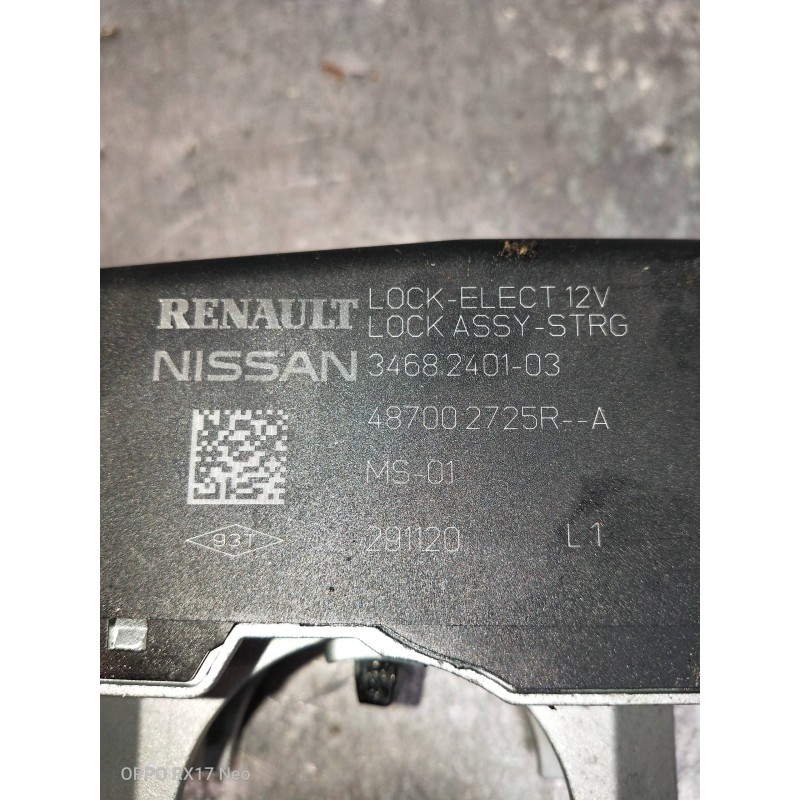 RENAULT LOCK-ELECT 12V
LOCK ASSY-STRG
NISSAN 3468.2401-03
48700 2725R--A
MS-01
93T 281120 L1
OPPO RX17 Neo